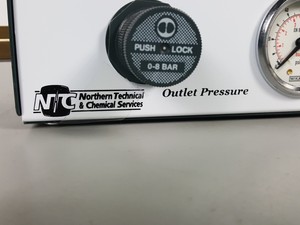 PUSH LOCK
0-8 BAR
NTC Northern Technical
& Chemical Services
Outlet Pressure